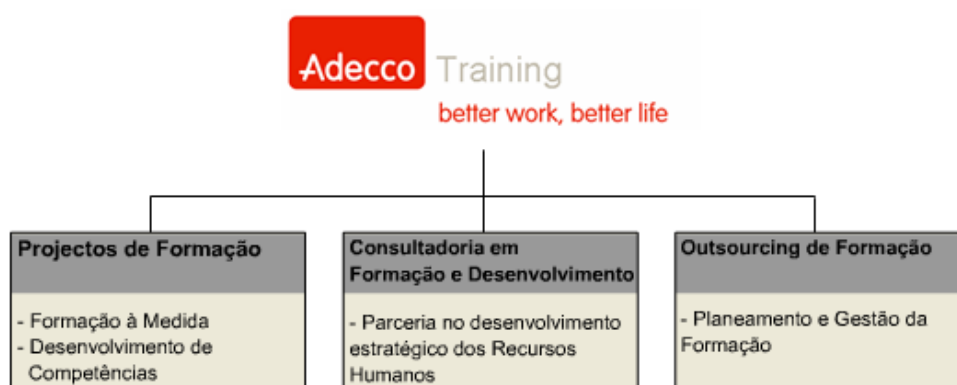 Adecco Training
better work, better life
Projectos de Formação
- Formação à Medida
- Desenvolvimento de
Competências
Consultadoria em
Formação e Desenvolvimento
- Parceria no desenvolvimento
estratégico dos Recursos
Humanos
Outsourcing de Formação
- Planeamento e Gestão da
Formação